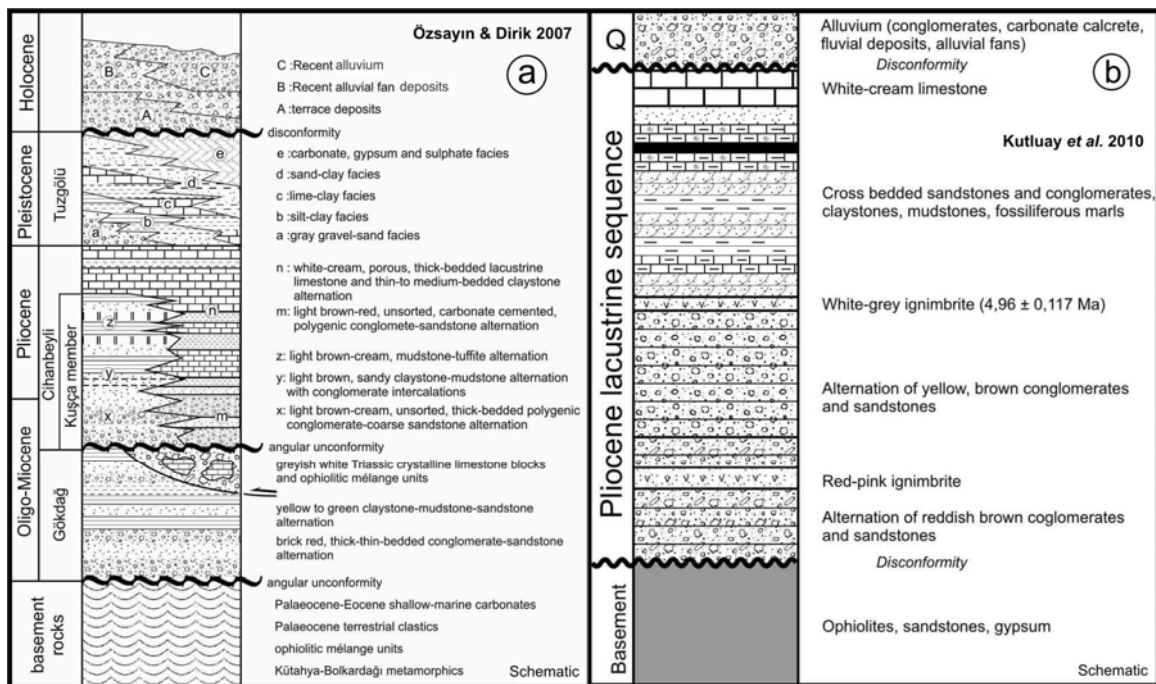 Holocene
Pleistocene
Pliocene
Oligo-Miocene
basement
rocks
Tuzgölü
Cihanbeyli
Kuşça member
Gökdağ
B
C
A
e
d
c
b
a
n
z
y
x
m
Özsayın & Dirik 2007
a
C :Recent alluvium
B :Recent alluvial fan deposits
A :terrace deposits
disconformity
e :carbonate, gypsum and sulphate facies
d :sand-clay facies
c :lime-clay facies
b :silt-clay facies
a :gray gravel-sand facies
n : white-cream, porous, thick-bedded lacustrine
limestone and thin-to medium-bedded claystone
alternation
m: light brown-red, unsorted, carbonate cemented,
polygenic conglomete-sandstone alternation
z: light brown-cream, mudstone-tuffite alternation
y: light brown, sandy claystone-mudstone alternation
with conglomerate intercalations
x: light brown-cream, unsorted, thick-bedded polygenic
conglomerate-coarse sandstone alternation
angular unconformity
greyish white Triassic crystalline limestone blocks
and ophiolitic mélange units
yellow to green claystone-mudstone-sandstone
alternation
brick red, thick-thin-bedded conglomerate-sandstone
alternation
angular unconformity
Palaeocene-Eocene shallow-marine carbonates
Palaeocene terrestrial clastics
ophiolitic mélange units
Kütahya-Bolkardağı metamorphics
Schematic
Q
Pliocene lacustrine sequence
Basement
b
Alluvium (conglomerates, carbonate calcrete,
fluvial deposits, alluvial fans)
Disconformity
White-cream limestone
Kutluay et al. 2010
Cross bedded sandstones and conglomerates,
claystones, mudstones, fossiliferous marls
White-grey ignimbrite (4,96 ± 0,117 Ma)
Alternation of yellow, brown conglomerates
and sandstones
Red-pink ignimbrite
Alternation of reddish brown coglomerates
and sandstones
Disconformity
Ophiolites, sandstones, gypsum
Schematic